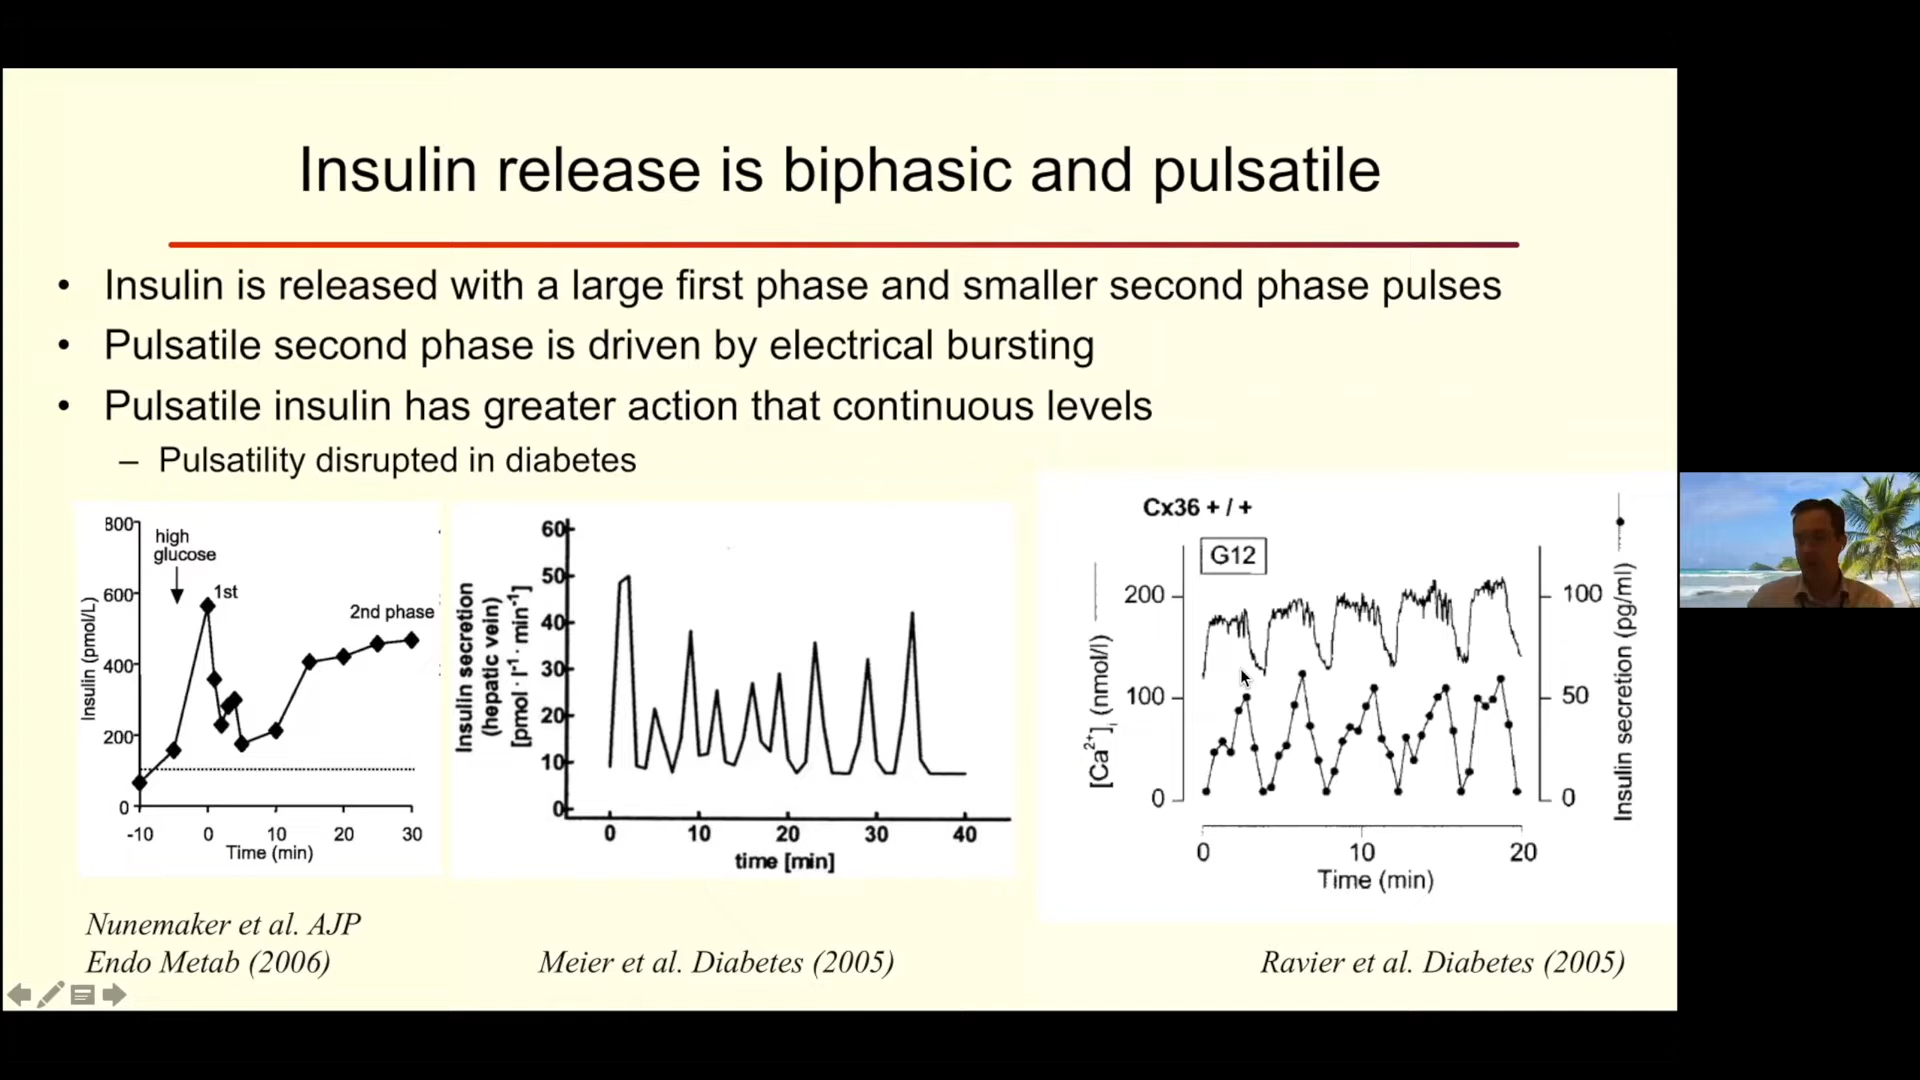 Insulin release is biphasic and pulsatile
• Insulin is released with a large first phase and smaller second phase pulses
• Pulsatile second phase is driven by electrical bursting
• Pulsatile insulin has greater action that continuous levels
– Pulsatility disrupted in diabetes
800
600
400
200
0
Insulin (pmol/L)
high
glucose
1st
2nd phase
-10 0 10 20 30
Time (min)
60
50
40
30
20
10
0
Insulin secretion
(hepatic vein)
[pmol · l⁻¹ · min⁻¹]
0 10 20 30 40
time [min]
Cx36 + / +
G12
200
100
0
[Ca²⁺]i (nmol/l)
100
50
0
Insulin secretion (pg/ml)
0 10 20
Time (min)
Nunemaker et al. AJP
Endo Metab (2006)
Meier et al. Diabetes (2005)
Ravier et al. Diabetes (2005)